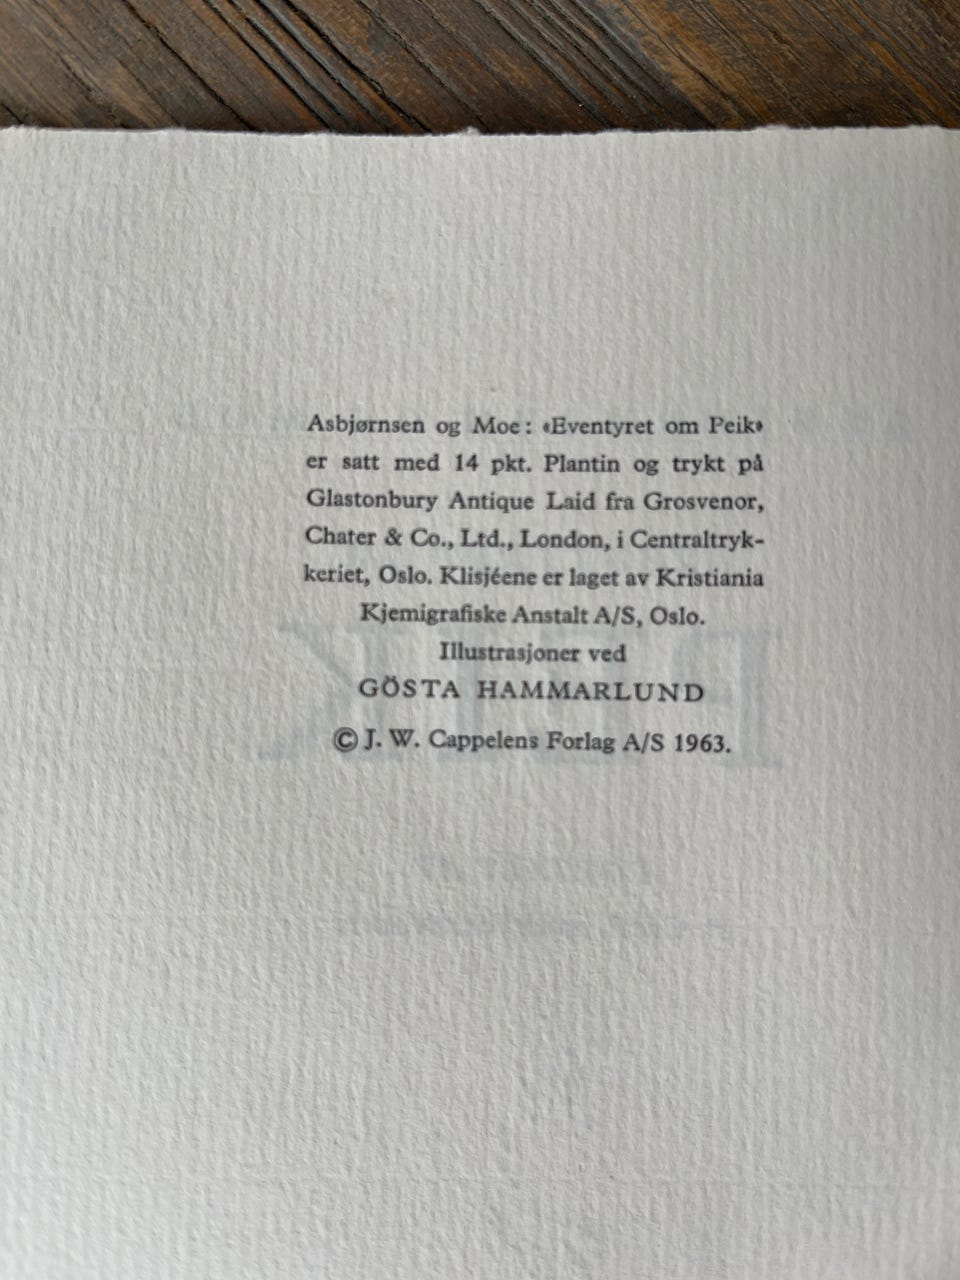 Asbjørnsen og Moe: «Eventyret om Peik»
er satt med 14 pkt. Plantin og trykt på
Glastonbury Antique Laid fra Grosvenor,
Chater & Co., Ltd., London, i Centraltryk-
keriet, Oslo. Klisjéene er laget av Kristiania
Kjemigrafiske Anstalt A/S, Oslo.
Illustrasjoner ved
GÖSTA HAMMARLUND
© J. W. Cappelens Forlag A/S 1963.